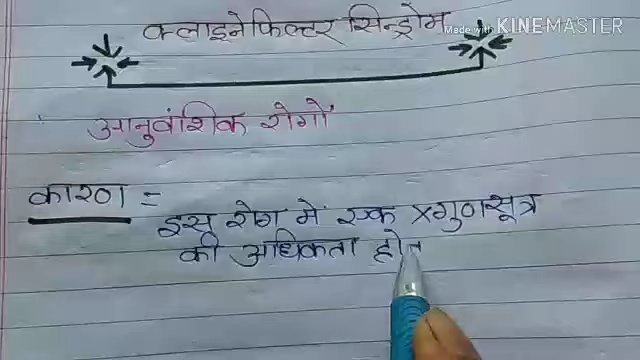 क्लाइनेफिल्टर सिन्ड्रोम
Made with KINEMASTER
आनुवंशिक रोगों
कारण =
इस रोग में एक X गुणसूत्र
की अधिकता हो